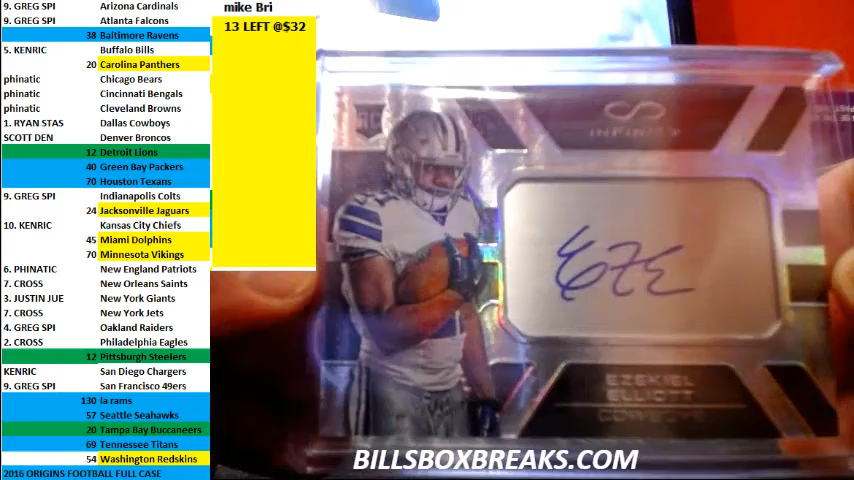 9. GREG SPI Arizona Cardinals
9. GREG SPI Atlanta Falcons
38 Baltimore Ravens
5. KENRIC Buffalo Bills
20 Carolina Panthers
phinatic Chicago Bears
phinatic Cincinnati Bengals
phinatic Cleveland Browns
1. RYAN STAS Dallas Cowboys
SCOTT DEN Denver Broncos
12 Detroit Lions
40 Green Bay Packers
70 Houston Texans
9. GREG SPI Indianapolis Colts
24 Jacksonville Jaguars
10. KENRIC Kansas City Chiefs
45 Miami Dolphins
70 Minnesota Vikings
6. PHINATIC New England Patriots
7. CROSS New Orleans Saints
3. JUSTIN JUE New York Giants
7. CROSS New York Jets
4. GREG SPI Oakland Raiders
2. CROSS Philadelphia Eagles
12 Pittsburgh Steelers
KENRIC San Diego Chargers
9. GREG SPI San Francisco 49ers
130 la rams
57 Seattle Seahawks
20 Tampa Bay Buccaneers
69 Tennessee Titans
54 Washington Redskins
2016 ORIGINS FOOTBALL FULL CASE
mike Bri
13 LEFT @$32
INFINITY
EZE
EZEKIEL
ELLIOTT
COWBOYS
BILLSBOXBREAKS.COM